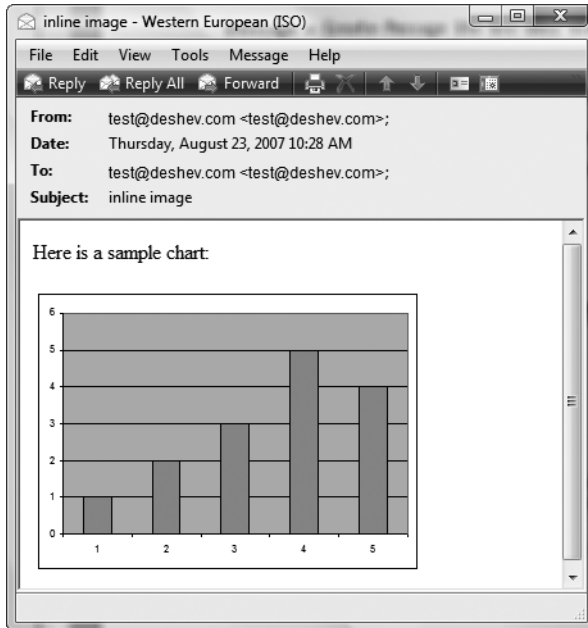 inline image - Western European (ISO)
File Edit View Tools Message Help
Reply Reply All Forward
From: test@deshev.com <test@deshev.com>;
Date: Thursday, August 23, 2007 10:28 AM
To: test@deshev.com <test@deshev.com>;
Subject: inline image
Here is a sample chart:
6
5
4
3
2
1
0
1 2 3 4 5